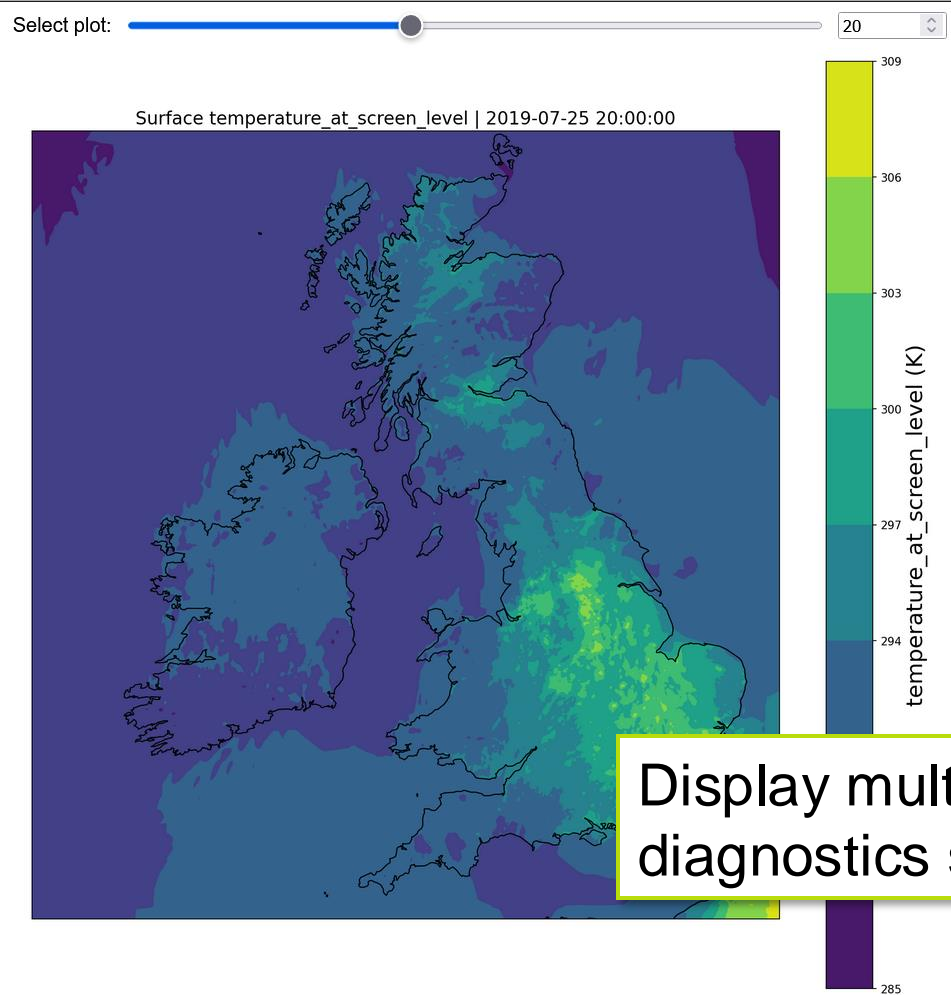 Select plot:
20
Surface temperature_at_screen_level | 2019-07-25 20:00:00
309
306
303
300
297
294
285
temperature_at_screen_level (K)
Display mult
diagnostics s